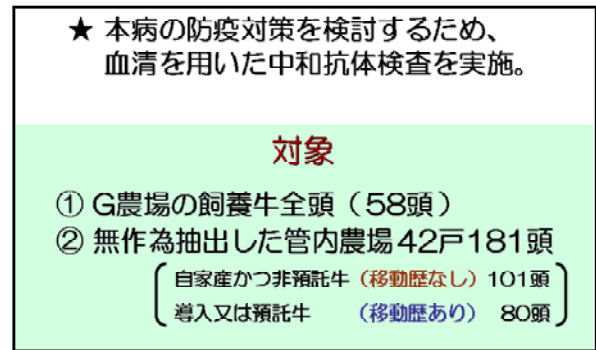 ★ 本病の防疫対策を検討するため、
血清を用いた中和抗体検査を実施。
対象
① G農場の飼養牛全頭（58頭）
② 無作為抽出した管内農場42戸181頭
自家産かつ非預託牛（移動歴なし）101頭
導入又は預託牛 （移動歴あり） 80頭